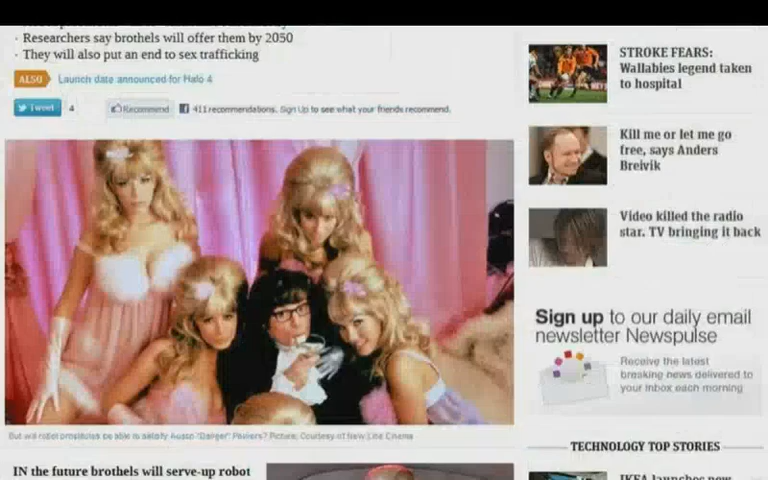 · Researchers say brothels will offer them by 2050
· They will also put an end to sex trafficking
ALSO Launch date announced for Halo 4
Tweet 4 Recommend 411 recommendations. Sign Up to see what your friends recommend.
But will robot prostitutes be able to satisfy Austin "Danger" Powers? Picture: Courtesy of New Line Cinema
IN the future brothels will serve-up robot
STROKE FEARS:
Wallabies legend taken
to hospital
Kill me or let me go
free, says Anders
Breivik
Video killed the radio
star. TV bringing it back
Sign up to our daily email
newsletter Newspulse
Receive the latest
breaking news delivered to
your inbox each morning
TECHNOLOGY TOP STORIES
IKEA launches new